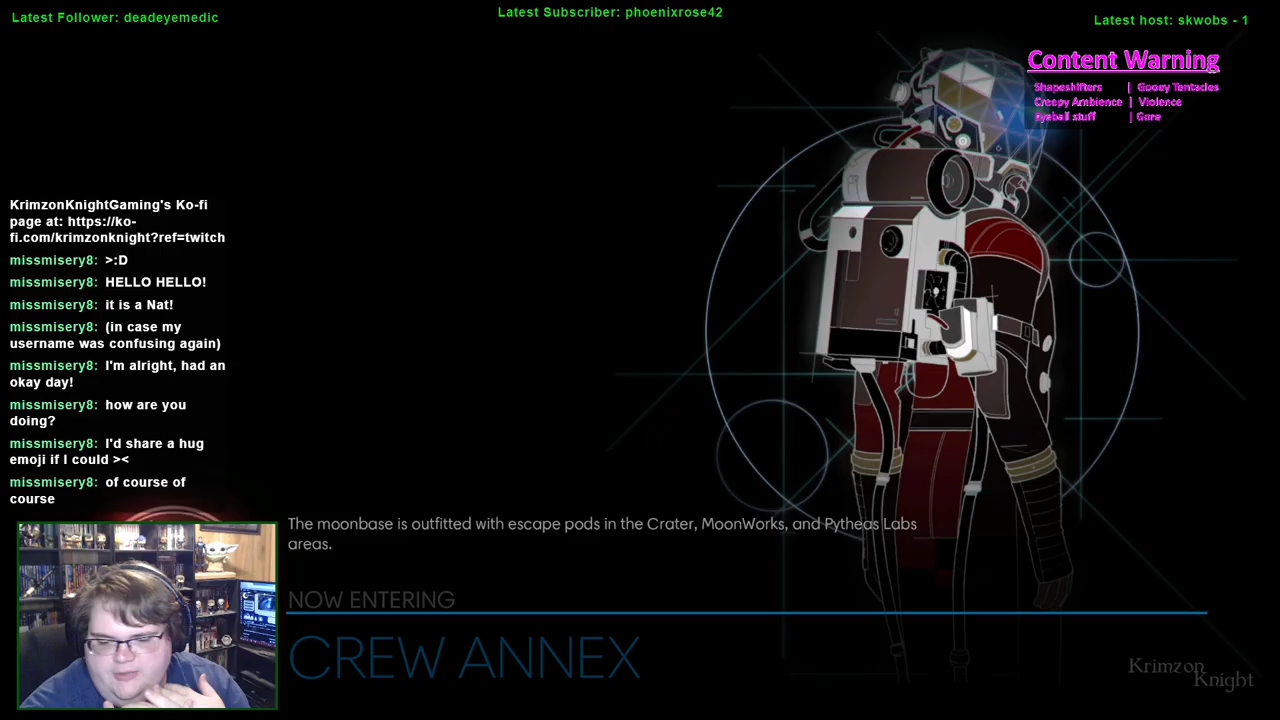 Latest Follower: deadeyemedic
Latest Subscriber: phoenixrose42
Latest host: skwobs - 1
Content Warning
Shapeshifters | Gooey Tentacles
Creepy Ambience | Violence
Eyeball stuff | Gore
KrimzonKnightGaming's Ko-fi
page at: https://ko-
fi.com/krimzonknight?ref=twitch
missmisery8: >:D
missmisery8: HELLO HELLO!
missmisery8: it is a Nat!
missmisery8: (in case my
username was confusing again)
missmisery8: I'm alright, had an
okay day!
missmisery8: how are you
doing?
missmisery8: I'd share a hug
emoji if I could ><
missmisery8: of course of
course
The moonbase is outfitted with escape pods in the Crater, MoonWorks, and Pytheas Labs
areas.
NOW ENTERING
CREW ANNEX
Krimzon
Knight